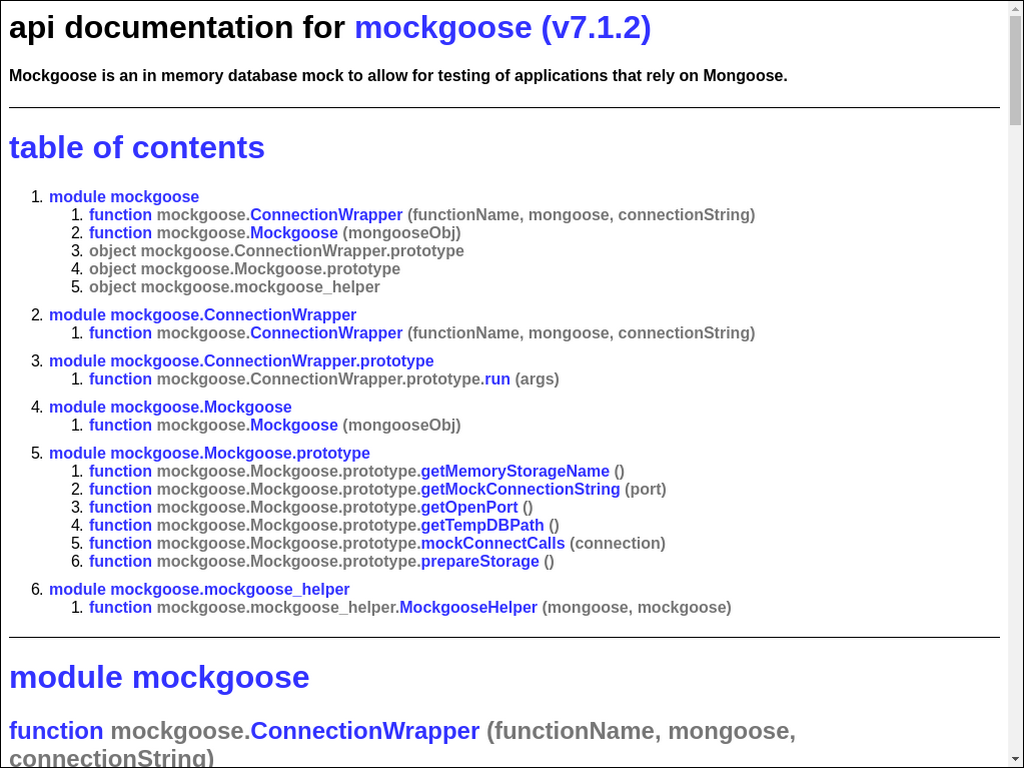 api documentation for mockgoose (v7.1.2)
Mockgoose is an in memory database mock to allow for testing of applications that rely on Mongoose.
table of contents
1. module mockgoose
1. function mockgoose.ConnectionWrapper (functionName, mongoose, connectionString)
2. function mockgoose.Mockgoose (mongooseObj)
3. object mockgoose.ConnectionWrapper.prototype
4. object mockgoose.Mockgoose.prototype
5. object mockgoose.mockgoose_helper
2. module mockgoose.ConnectionWrapper
1. function mockgoose.ConnectionWrapper (functionName, mongoose, connectionString)
3. module mockgoose.ConnectionWrapper.prototype
1. function mockgoose.ConnectionWrapper.prototype.run (args)
4. module mockgoose.Mockgoose
1. function mockgoose.Mockgoose (mongooseObj)
5. module mockgoose.Mockgoose.prototype
1. function mockgoose.Mockgoose.prototype.getMemoryStorageName ()
2. function mockgoose.Mockgoose.prototype.getMockConnectionString (port)
3. function mockgoose.Mockgoose.prototype.getOpenPort ()
4. function mockgoose.Mockgoose.prototype.getTempDBPath ()
5. function mockgoose.Mockgoose.prototype.mockConnectCalls (connection)
6. function mockgoose.Mockgoose.prototype.prepareStorage ()
6. module mockgoose.mockgoose_helper
1. function mockgoose.mockgoose_helper.MockgooseHelper (mongoose, mockgoose)
module mockgoose
function mockgoose.ConnectionWrapper (functionName, mongoose,
connectionString)